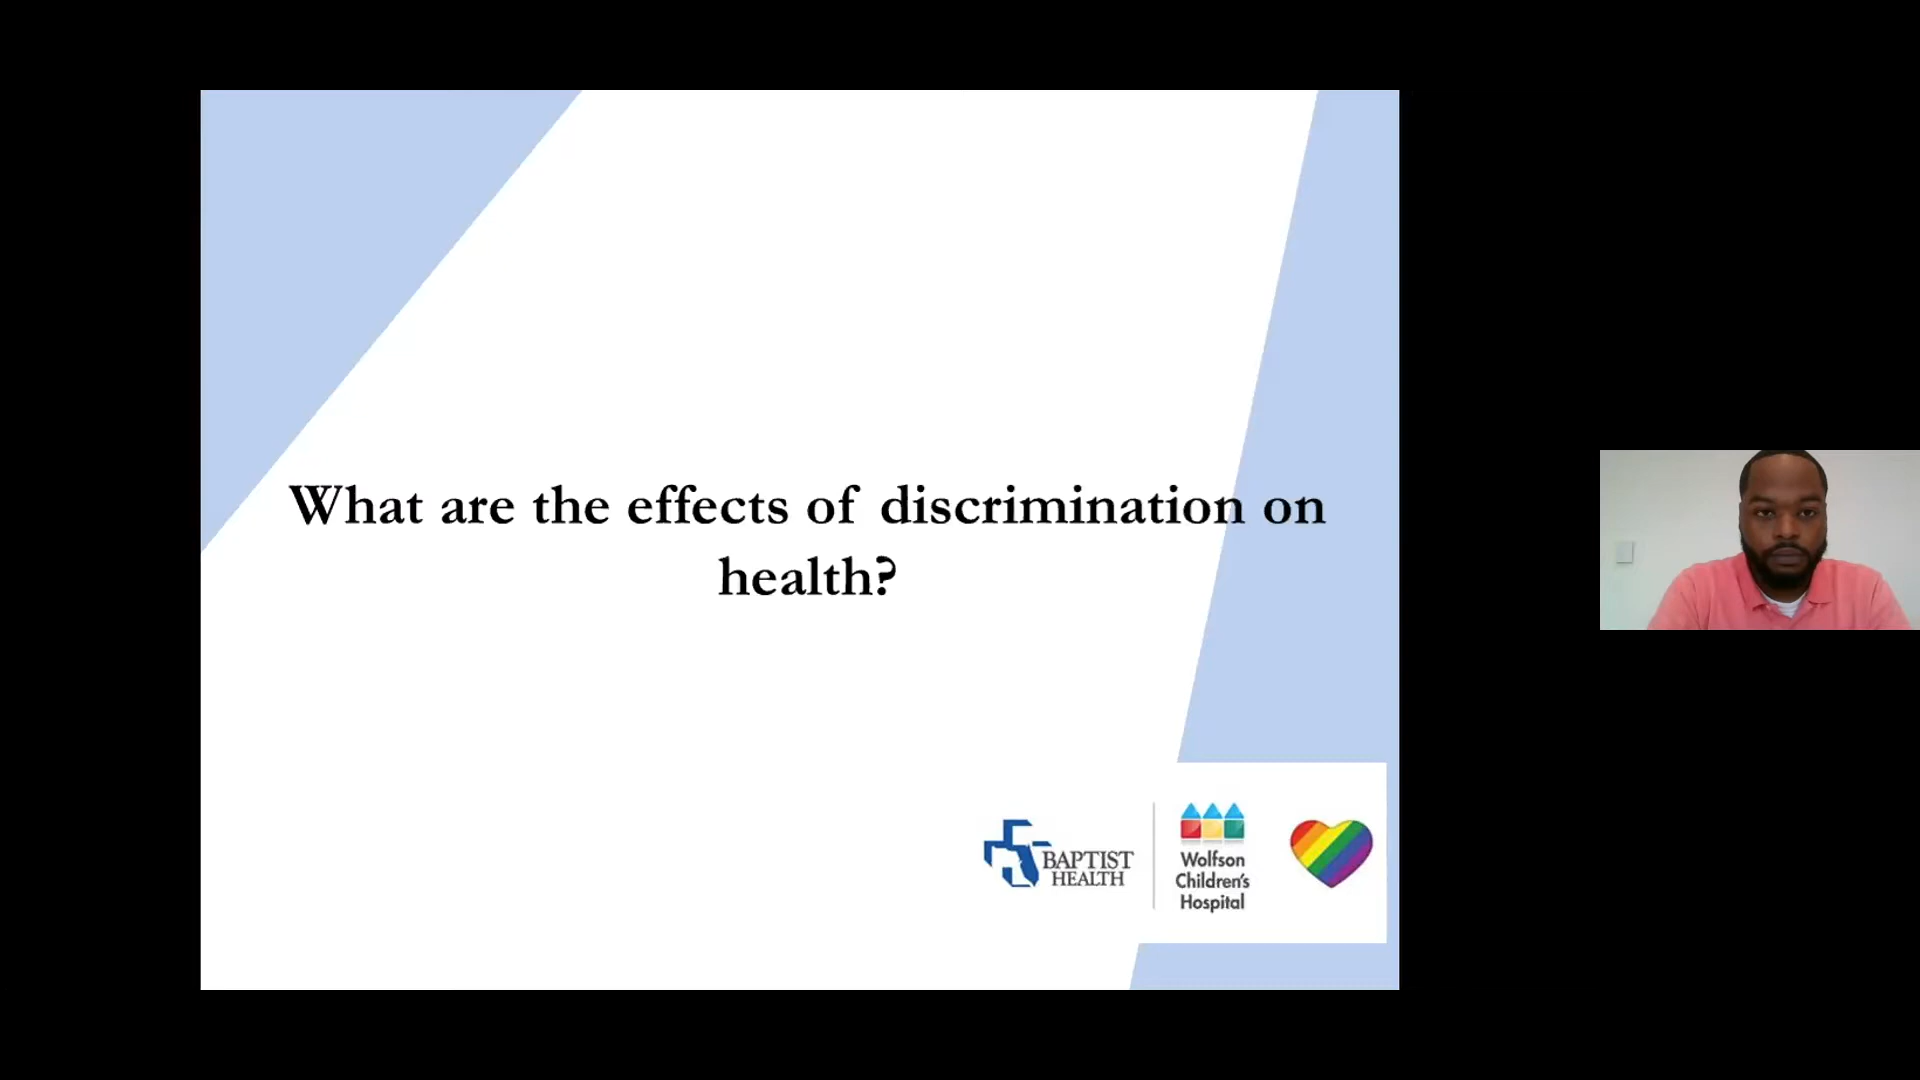 What are the effects of discrimination on
health?
BAPTIST
HEALTH
Wolfson
Children's
Hospital